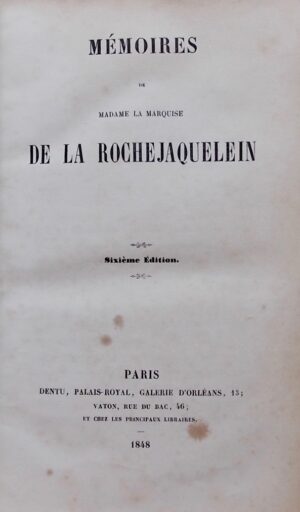 MÉMOIRES
DE
MADAME LA MARQUISE
DE LA ROCHEJAQUELEIN
Sixième Édition.
PARIS
DENTU, PALAIS-ROYAL, GALERIE D'ORLÉANS, 13;
VATON, RUE DU BAC, 46;
ET CHEZ LES PRINCIPAUX LIBRAIRES.
1848